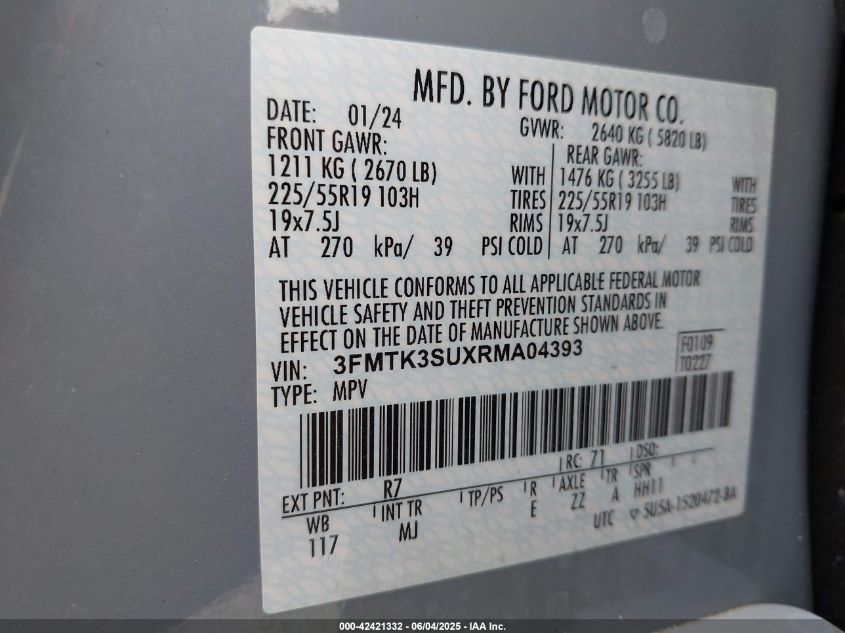 MFD. BY FORD MOTOR CO.
DATE: 01/24 GVWR: 2640 KG ( 5820 LB)
FRONT GAWR: REAR GAWR:
1211 KG ( 2670 LB) WITH 1476 KG ( 3255 LB) WITH
225/55R19 103H TIRES 225/55R19 103H TIRES
19x7.5J RIMS 19x7.5J RIMS
AT 270 kPa/ 39 PSI COLD AT 270 kPa/ 39 PSI COLD
THIS VEHICLE CONFORMS TO ALL APPLICABLE FEDERAL MOTOR
VEHICLE SAFETY AND THEFT PREVENTION STANDARDS IN
EFFECT ON THE DATE OF MANUFACTURE SHOWN ABOVE.
VIN: 3FMTK3SUXRMA04393 F0109
TYPE: MPV T0227
RC: 71 DSO:
EXT PNT: R7
WB INT TR TP/PS R AXLE TR SPR
117 MJ E ZZ A HH11
UTC SU5A-1520472-BA
000-42421332 - 06/04/2025 - IAA Inc.